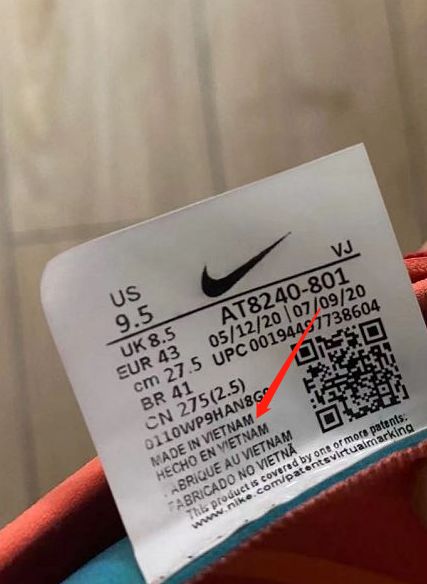 VJ
US
9.5
AT8240-801
UK 8.5
05/12/20 | 07/09/20
EUR 43
UPC
cm 27.5
BR 41
CN 275(2.5)
MADE IN VIETNAM
HECHO EN VIETNAM
AU VIETNAM
FABRICADO NO VIETNÃ
This product is covered by one or more patents:
www.nike.com/patentsvirtualmarking